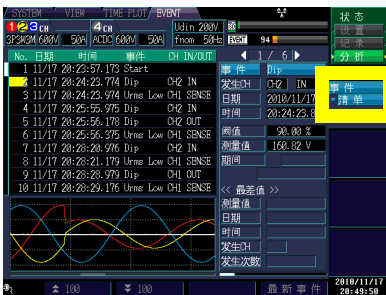 SYSTEM VIEW TIME PLOT EVENT
123CH 4CH Udin 200V
3P3W3M 600V 50A ACDC 600V 50A fnom 50Hz EVENT 94
No. 日期 时间 事件 CH IN/OUT
1 11/17 20:23:57.173 Start
2 11/17 20:24:23.774 Dip CH2 IN
3 11/17 20:24:23.994 Urms Low CH1 SENSE
4 11/17 20:25:55.975 Dip CH2 IN
5 11/17 20:25:56.178 Dip CH2 OUT
6 11/17 20:25:56.375 Urms Low CH1 SENSE
7 11/17 20:28:20.976 Dip CH2 IN
8 11/17 20:28:21.179 Urms Low CH1 SENSE
9 11/17 20:28:28.979 Dip CH1 OUT
10 11/17 20:28:29.176 Urms Low CH1 SENSE
1 / 6
事件 Dip
发生CH CH2 IN
日期 2010/11/17
时间 20:24:23.8
阈值 90.00 %
测量值 160.82 V
期间
<< 最差值 >>
测量值
日期
时间
发生CH
发生次数
状态
设置
记录
分析
事件
清单
100 100 最新事件
2010/11/17
20:49:50